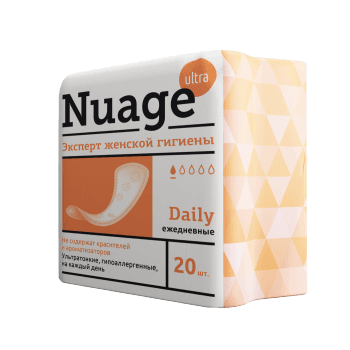 ultra
Nuage
Эксперт женской гигиены
Daily
ежедневные
Не содержат красителей
и ароматизаторов
Ультратонкие, гипоаллергенные,
на каждый день
20 шт.